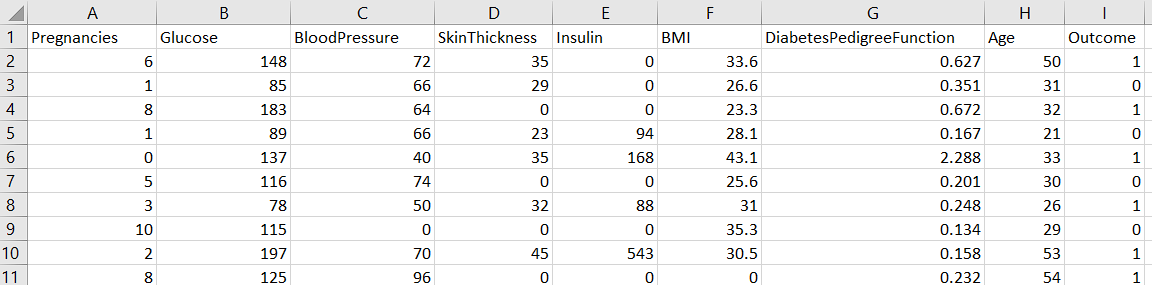 A B C D E F G H I
1 Pregnancies Glucose BloodPressure SkinThickness Insulin BMI DiabetesPedigreeFunction Age Outcome
2 6 148 72 35 0 33.6 0.627 50 1
3 1 85 66 29 0 26.6 0.351 31 0
4 8 183 64 0 0 23.3 0.672 32 1
5 1 89 66 23 94 28.1 0.167 21 0
6 0 137 40 35 168 43.1 2.288 33 1
7 5 116 74 0 0 25.6 0.201 30 0
8 3 78 50 32 88 31 0.248 26 1
9 10 115 0 0 0 35.3 0.134 29 0
10 2 197 70 45 543 30.5 0.158 53 1
11 8 125 96 0 0 0 0.232 54 1